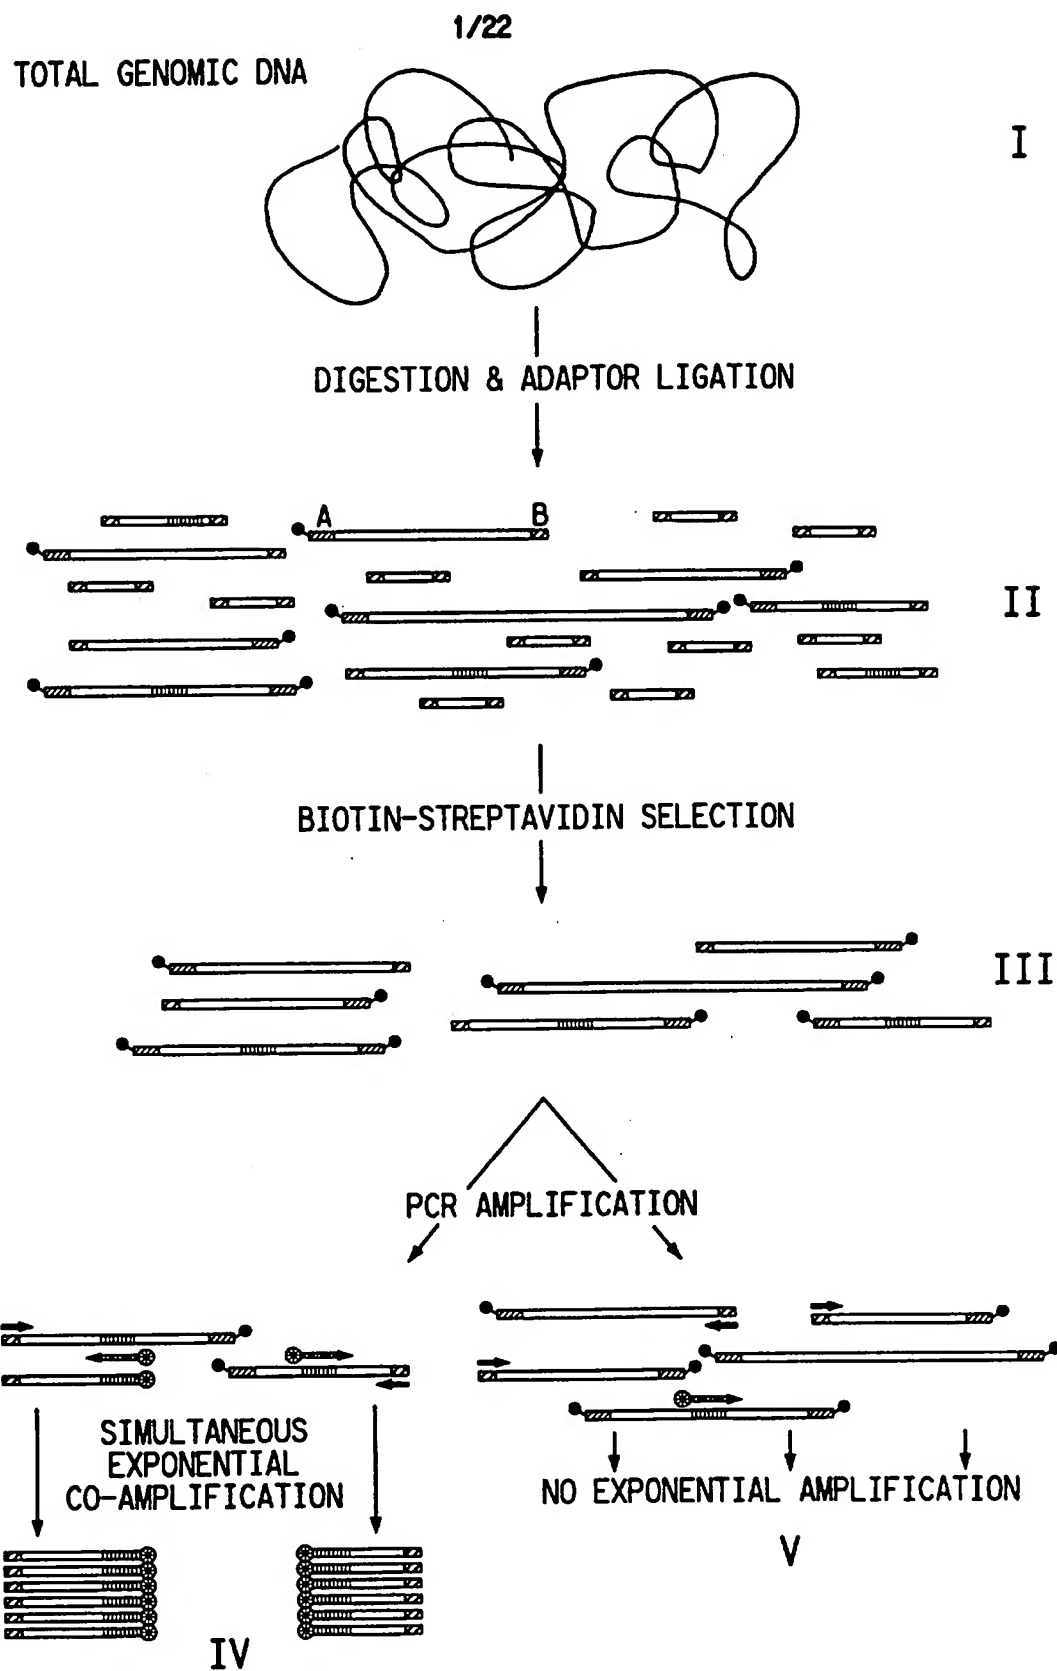 1/22
TOTAL GENOMIC DNA
I
DIGESTION & ADAPTOR LIGATION
A
B
II
BIOTIN-STREPTAVIDIN SELECTION
III
PCR AMPLIFICATION
SIMULTANEOUS
EXPONENTIAL
CO-AMPLIFICATION
NO EXPONENTIAL AMPLIFICATION
V
IV